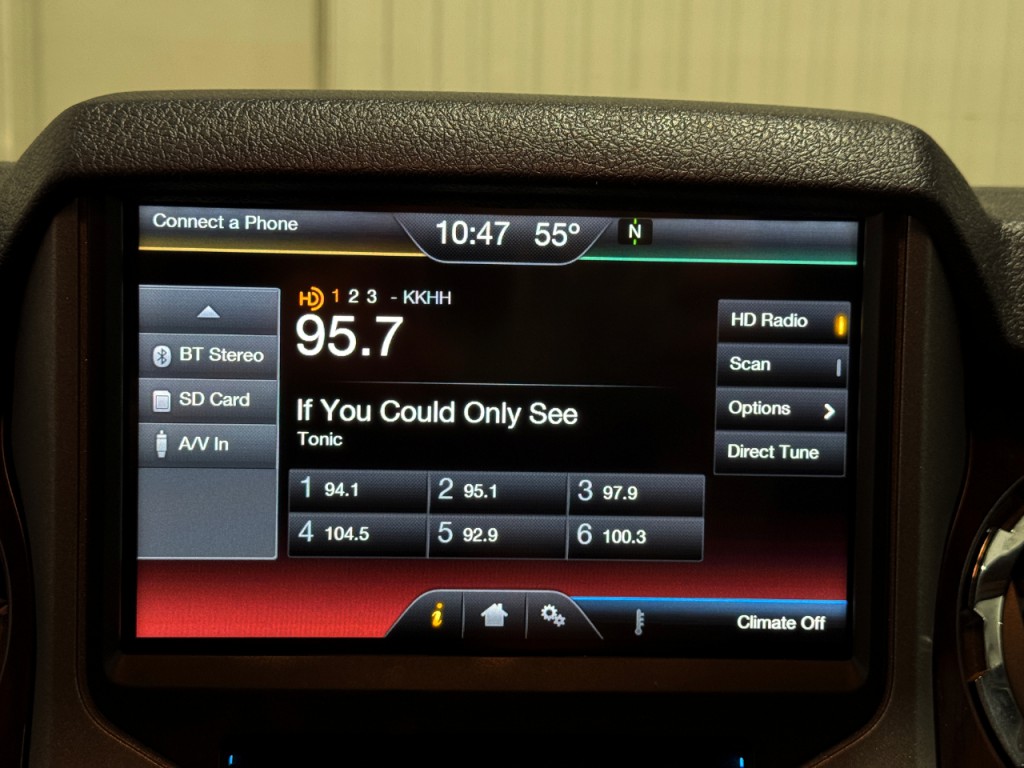 Connect a Phone
10:47 55° N
HD 1 2 3 - KKHH
95.7
If You Could Only See
Tonic
BT Stereo
SD Card
A/V In
HD Radio
Scan
Options
Direct Tune
1 94.1 2 95.1 3 97.9
4 104.5 5 92.9 6 100.3
i
Climate Off